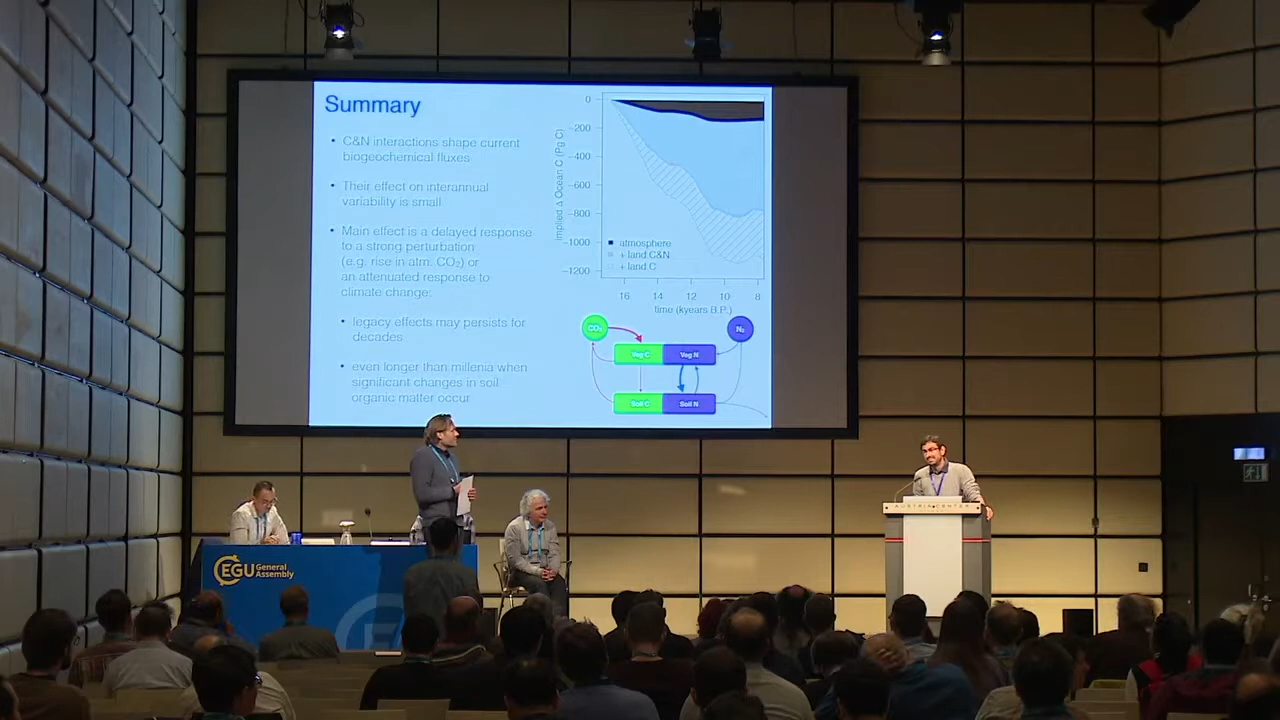 Summary
• C&N interactions shape current
biogeochemical fluxes
• Their effect on interannual
variability is small
• Main effect is a delayed response
to a strong perturbation
(e.g. rise in atm. CO₂) or
an attenuated response to
climate change;
• legacy effects may persists for
decades
• even longer than millenia when
significant changes in soil
organic matter occur
Implied Δ Ocean C (Pg C)
0
−200
−400
−600
−800
−1000
−1200
atmosphere
+ land C&N
+ land C
16 14 12 10 8
time (kyears B.P.)
CO₂
N₂
Veg C
Veg N
Soil C
Soil N
AUSTRIA CENTER
EGU General
Assembly